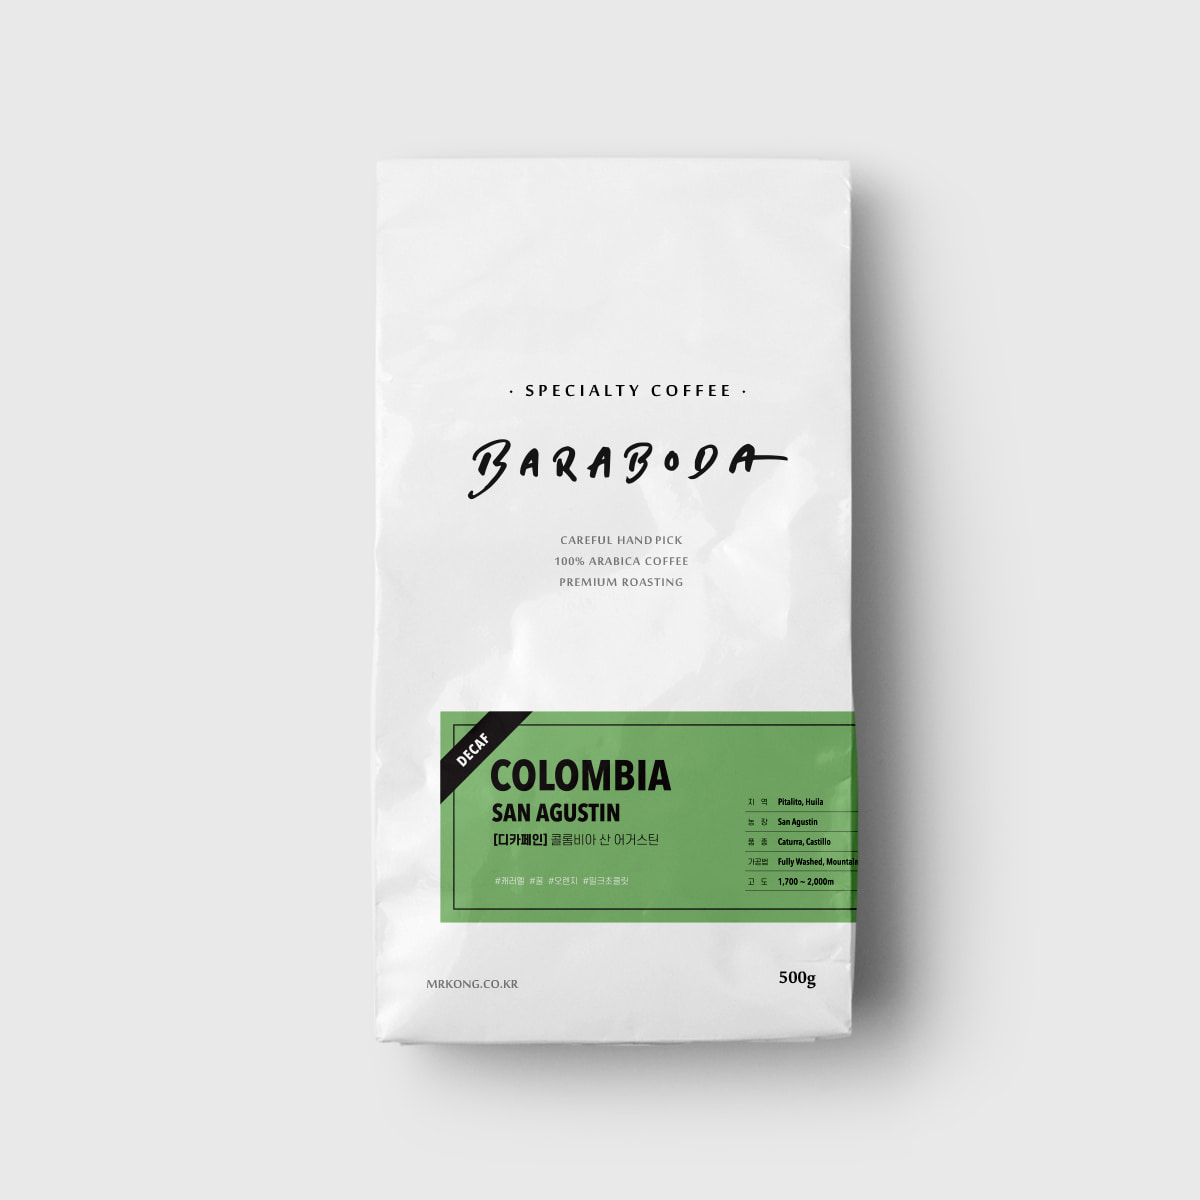 · SPECIALTY COFFEE ·
BARABODA
CAREFUL HAND PICK
100% ARABICA COFFEE
PREMIUM ROASTING
DECAF
COLOMBIA
SAN AGUSTIN
[디카페인] 콜롬비아 산 어거스틴
#캐러멜 #꿀 #오렌지 #밀크초콜릿
지 역 Pitalito, Huila
농 장 San Agustin
품 종 Caturra, Castillo
가공법 Fully Washed, Mountain
고 도 1,700 ~ 2,000m
MRKONG.CO.KR
500g